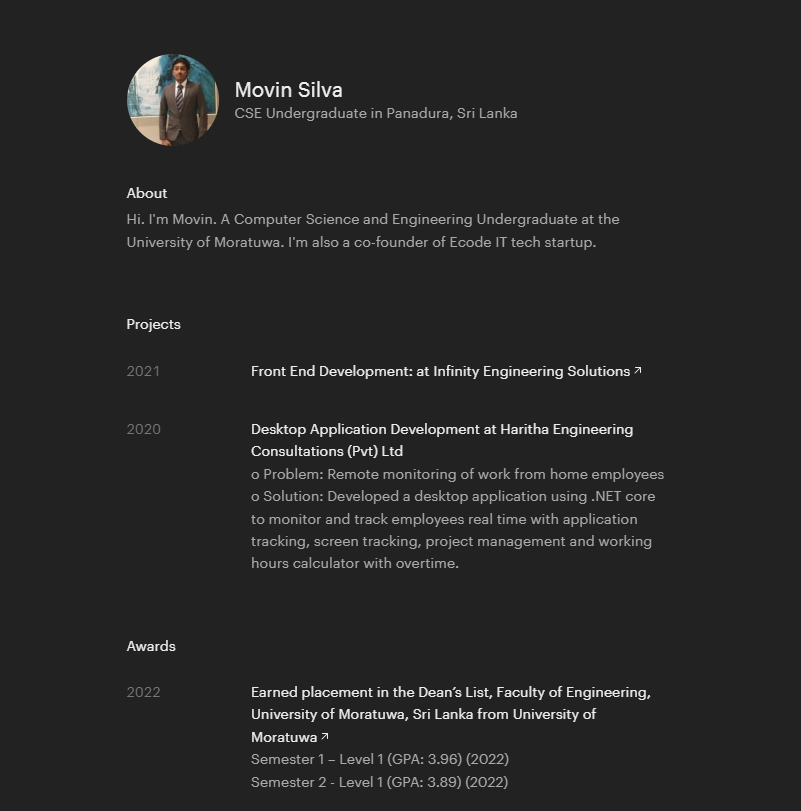 Movin Silva
CSE Undergraduate in Panadura, Sri Lanka
About
Hi. I'm Movin. A Computer Science and Engineering Undergraduate at the
University of Moratuwa. I'm also a co-founder of Ecode IT tech startup.
Projects
2021 Front End Development: at Infinity Engineering Solutions ↗
2020 Desktop Application Development at Haritha Engineering
Consultations (Pvt) Ltd
o Problem: Remote monitoring of work from home employees
o Solution: Developed a desktop application using .NET core
to monitor and track employees real time with application
tracking, screen tracking, project management and working
hours calculator with overtime.
Awards
2022 Earned placement in the Dean’s List, Faculty of Engineering,
University of Moratuwa, Sri Lanka from University of
Moratuwa ↗
Semester 1 – Level 1 (GPA: 3.96) (2022)
Semester 2 - Level 1 (GPA: 3.89) (2022)